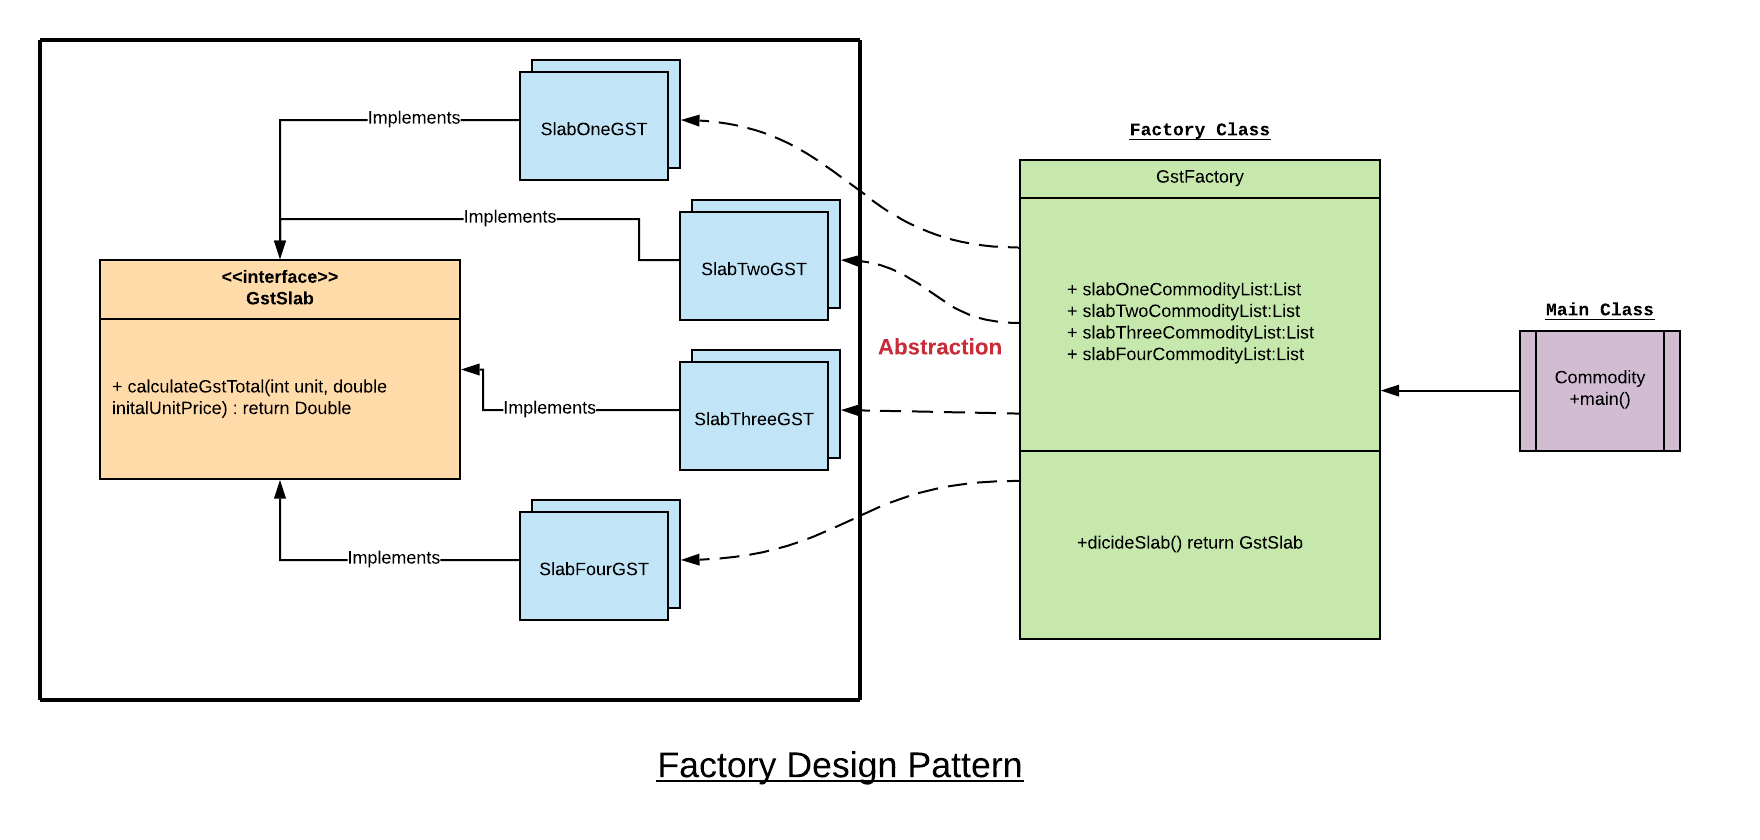 Implements
SlabOneGST
Factory Class
GstFactory
Implements
SlabTwoGST
<<interface>>
GstSlab
+ slabOneCommodityList:List
+ slabTwoCommodityList:List
+ slabThreeCommodityList:List
+ slabFourCommodityList:List
Main Class
Abstraction
Commodity
+main()
+ calculateGstTotal(int unit, double
initalUnitPrice) : return Double
Implements
SlabThreeGST
+dicideSlab() return GstSlab
Implements
SlabFourGST
Factory Design Pattern